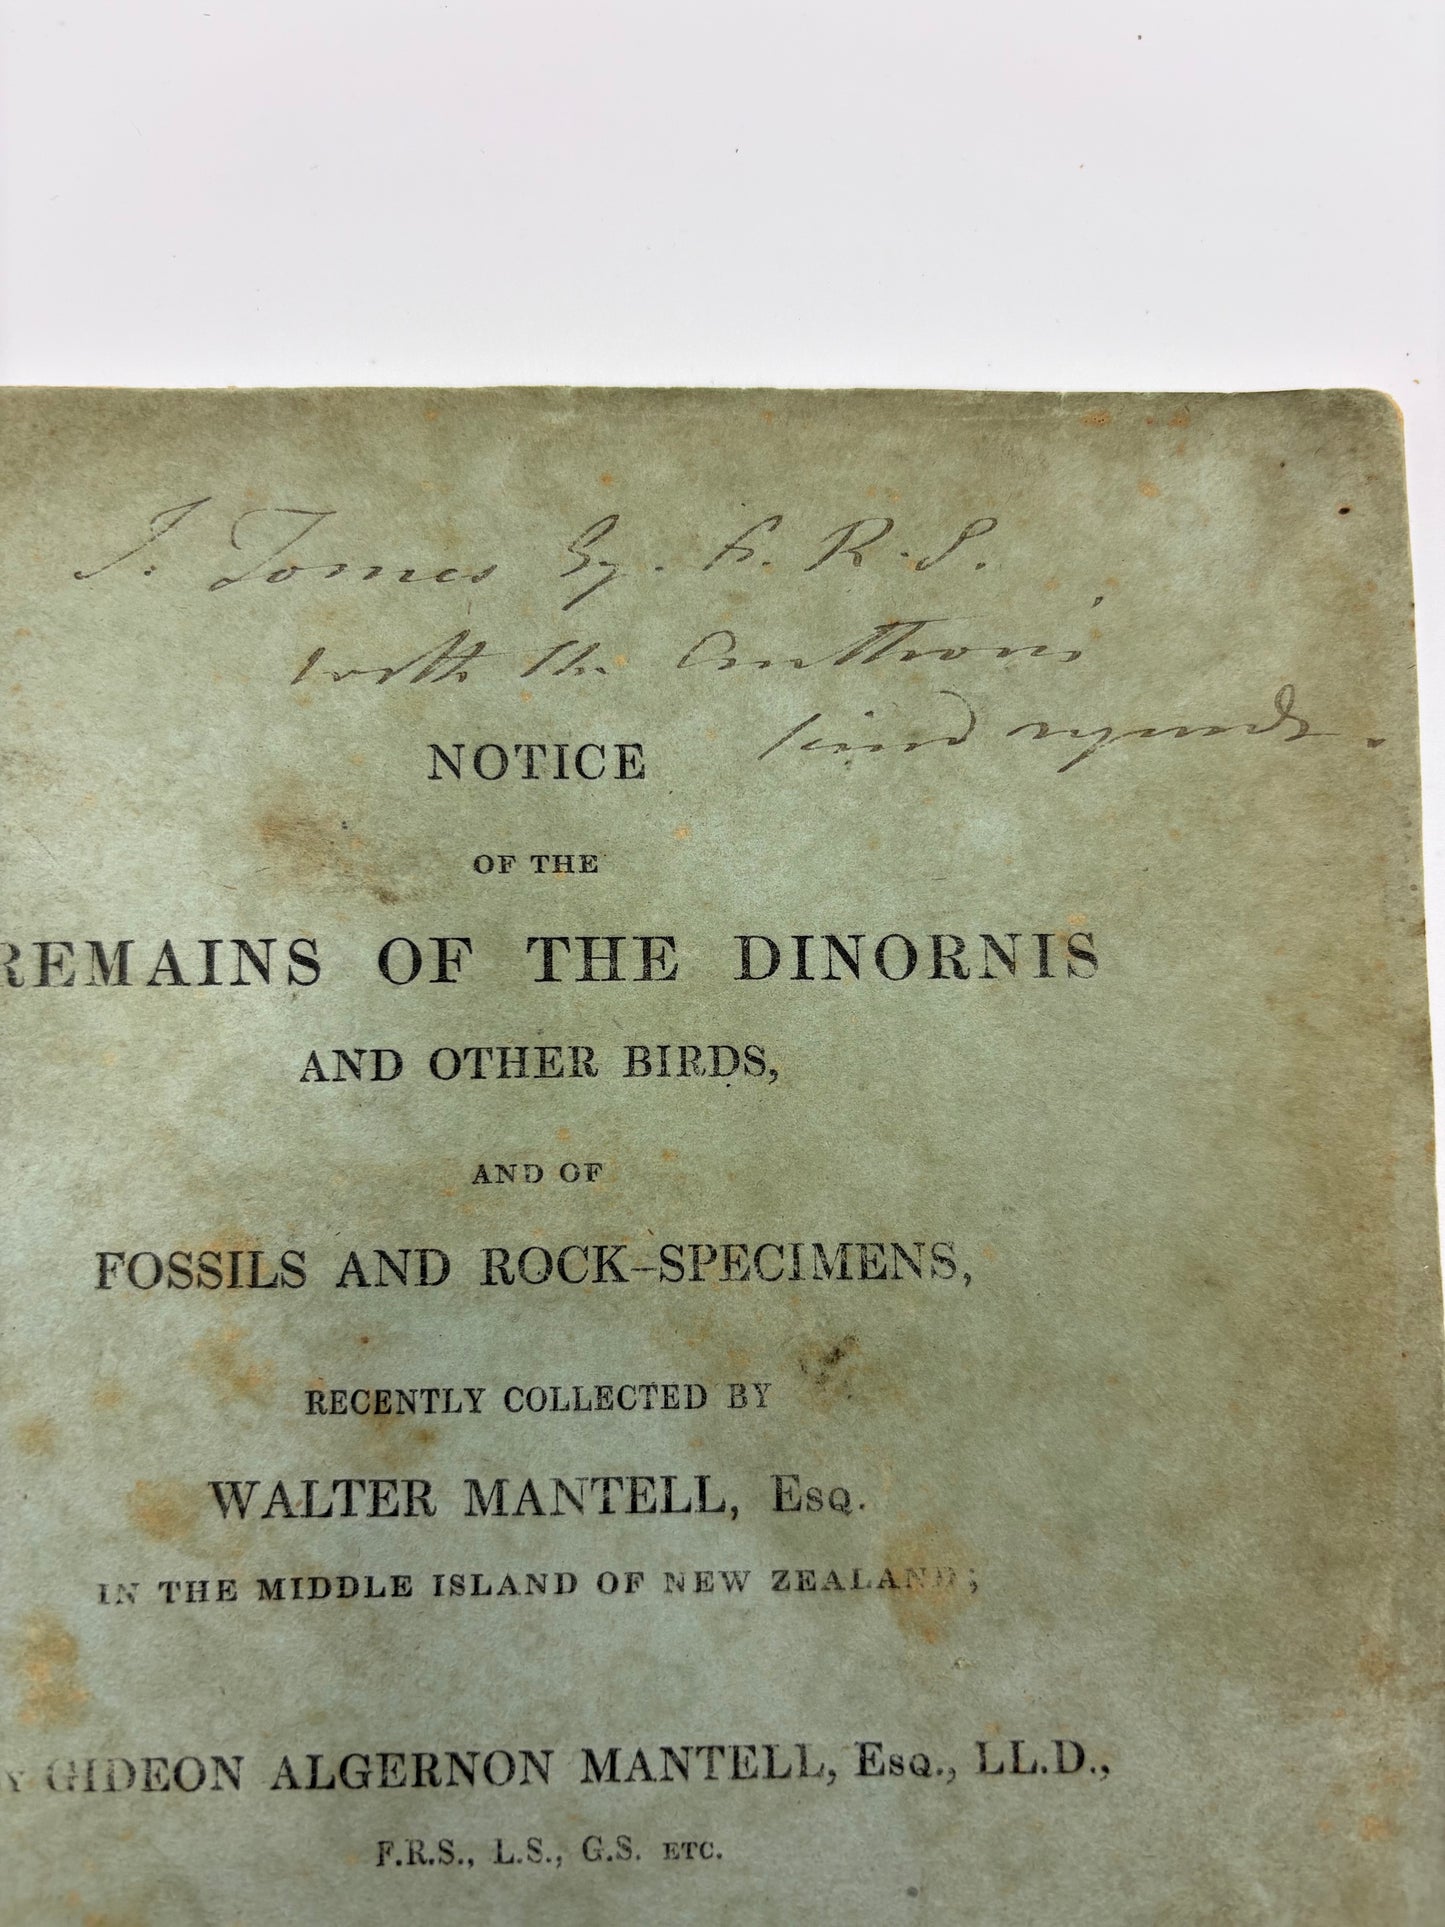 J. Tomes Esq. F.R.S.
with the Author's
kind regards.
NOTICE
OF THE
REMAINS OF THE DINORNIS
AND OTHER BIRDS,
AND OF
FOSSILS AND ROCK-SPECIMENS,
RECENTLY COLLECTED BY
WALTER MANTELL, ESQ.
IN THE MIDDLE ISLAND OF NEW ZEALAND;
Y GIDEON ALGERNON MANTELL, ESQ., LL.D.,
F.R.S., L.S., G.S. ETC.